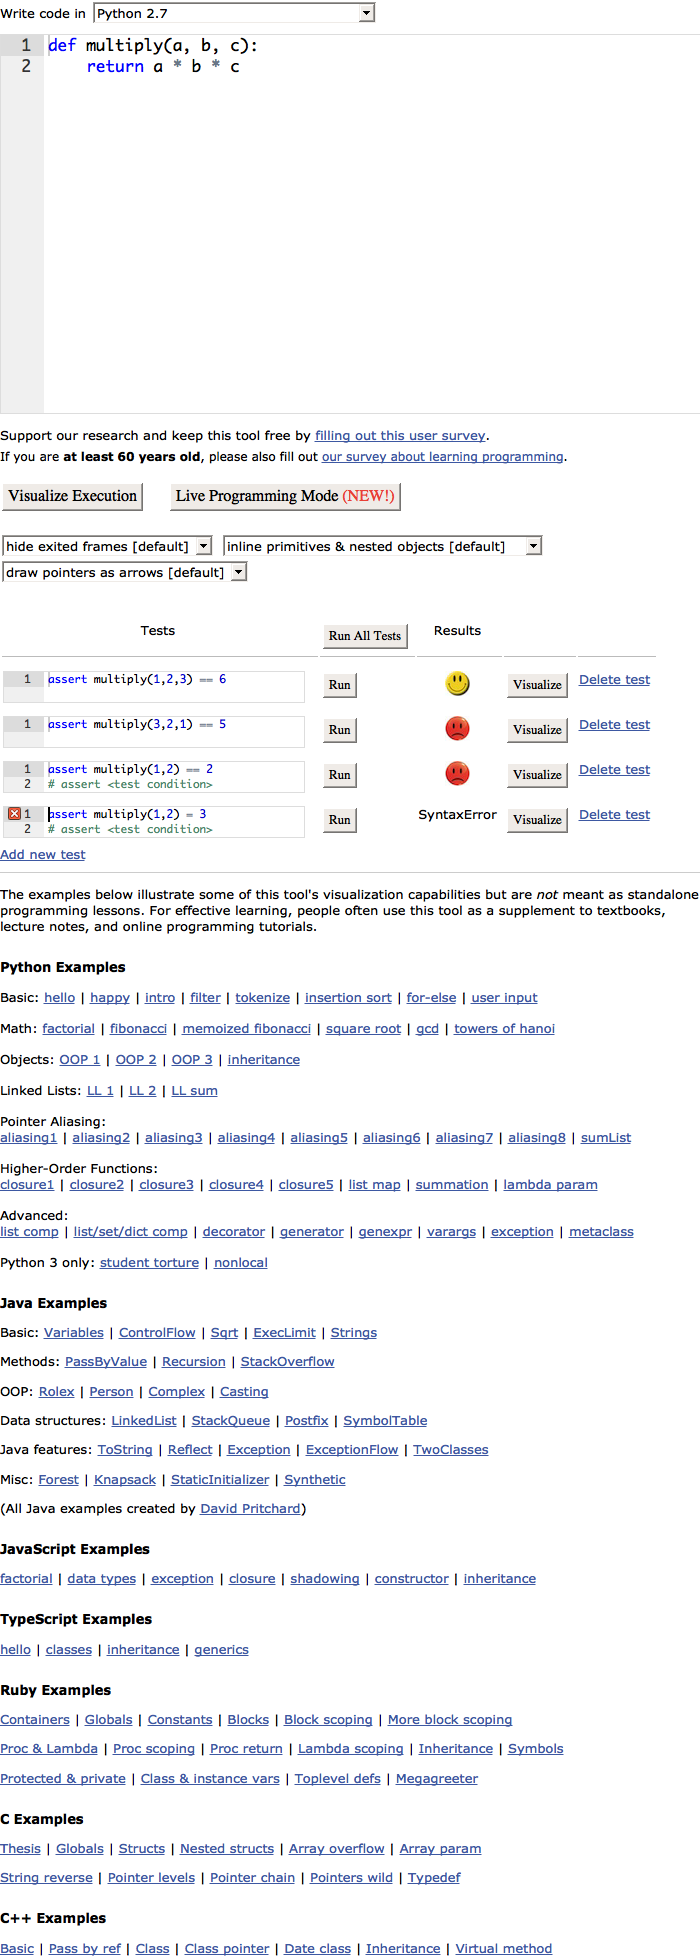 Write code in Python 2.7
1 def multiply(a, b, c):
2 return a * b * c
Support our research and keep this tool free by filling out this user survey.
If you are at least 60 years old, please also fill out our survey about learning programming.
Visualize Execution Live Programming Mode (NEW!)
hide exited frames [default] inline primitives & nested objects [default]
draw pointers as arrows [default]
Tests Run All Tests Results
1 assert multiply(1,2,3) == 6 Run Visualize Delete test
1 assert multiply(3,2,1) == 5 Run Visualize Delete test
1 assert multiply(1,2) == 2 Run Visualize Delete test
2 # assert <test condition>
1 assert multiply(1,2) = 3 Run SyntaxError Visualize Delete test
2 # assert <test condition>
Add new test
The examples below illustrate some of this tool's visualization capabilities but are not meant as standalone
programming lessons. For effective learning, people often use this tool as a supplement to textbooks,
lecture notes, and online programming tutorials.
Python Examples
Basic: hello | happy | intro | filter | tokenize | insertion sort | for-else | user input
Math: factorial | fibonacci | memoized fibonacci | square root | gcd | towers of hanoi
Objects: OOP 1 | OOP 2 | OOP 3 | inheritance
Linked Lists: LL 1 | LL 2 | LL sum
Pointer Aliasing:
aliasing1 | aliasing2 | aliasing3 | aliasing4 | aliasing5 | aliasing6 | aliasing7 | aliasing8 | sumList
Higher-Order Functions:
closure1 | closure2 | closure3 | closure4 | closure5 | list map | summation | lambda param
Advanced:
list comp | list/set/dict comp | decorator | generator | genexpr | varargs | exception | metaclass
Python 3 only: student torture | nonlocal
Java Examples
Basic: Variables | ControlFlow | Sqrt | ExecLimit | Strings
Methods: PassByValue | Recursion | StackOverflow
OOP: Rolex | Person | Complex | Casting
Data structures: LinkedList | StackQueue | Postfix | SymbolTable
Java features: ToString | Reflect | Exception | ExceptionFlow | TwoClasses
Misc: Forest | Knapsack | StaticInitializer | Synthetic
(All Java examples created by David Pritchard)
JavaScript Examples
factorial | data types | exception | closure | shadowing | constructor | inheritance
TypeScript Examples
hello | classes | inheritance | generics
Ruby Examples
Containers | Globals | Constants | Blocks | Block scoping | More block scoping
Proc & Lambda | Proc scoping | Proc return | Lambda scoping | Inheritance | Symbols
Protected & private | Class & instance vars | Toplevel defs | Megagreeter
C Examples
Thesis | Globals | Structs | Nested structs | Array overflow | Array param
String reverse | Pointer levels | Pointer chain | Pointers wild | Typedef
C++ Examples
Basic | Pass by ref | Class | Class pointer | Date class | Inheritance | Virtual method